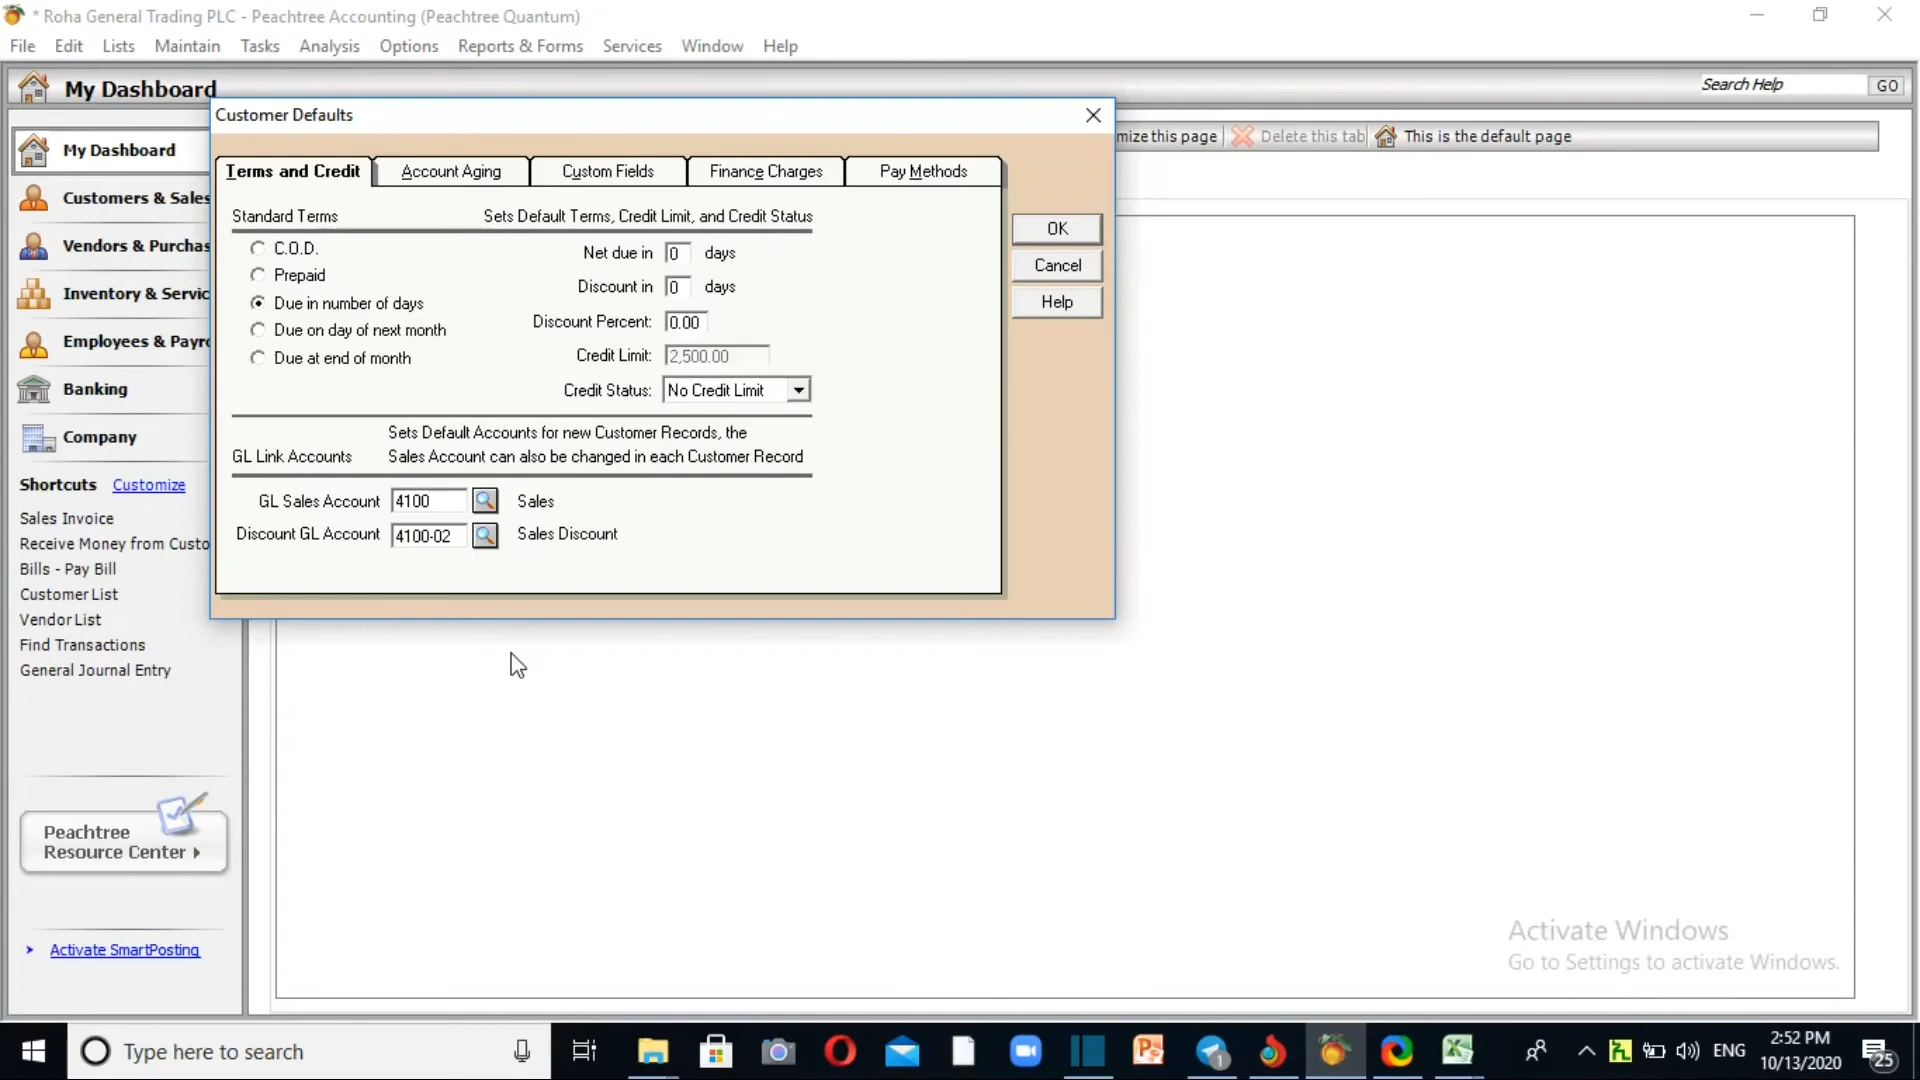 * Roha General Trading PLC - Peachtree Accounting (Peachtree Quantum)
File Edit Lists Maintain Tasks Analysis Options Reports & Forms Services Window Help
My Dashboard
Search Help GO
Customer Defaults
mize this page Delete this tab This is the default page
My Dashboard
Customers & Sales
Vendors & Purchas
Inventory & Servic
Employees & Payro
Banking
Company
Shortcuts Customize
Sales Invoice
Receive Money from Custo
Bills - Pay Bill
Customer List
Vendor List
Find Transactions
General Journal Entry
Peachtree
Resource Center
Activate SmartPosting
Terms and Credit Account Aging Custom Fields Finance Charges Pay Methods
Standard Terms Sets Default Terms, Credit Limit, and Credit Status
C.O.D.
Prepaid
Due in number of days
Due on day of next month
Due at end of month
Net due in 0 days
Discount in 0 days
Discount Percent: 0.00
Credit Limit: 2,500.00
Credit Status: No Credit Limit
Sets Default Accounts for new Customer Records, the
GL Link Accounts Sales Account can also be changed in each Customer Record
GL Sales Account 4100 Sales
Discount GL Account 4100-02 Sales Discount
OK
Cancel
Help
Activate Windows
Go to Settings to activate Windows.
Type here to search
1
ENG
2:52 PM
10/13/2020
25